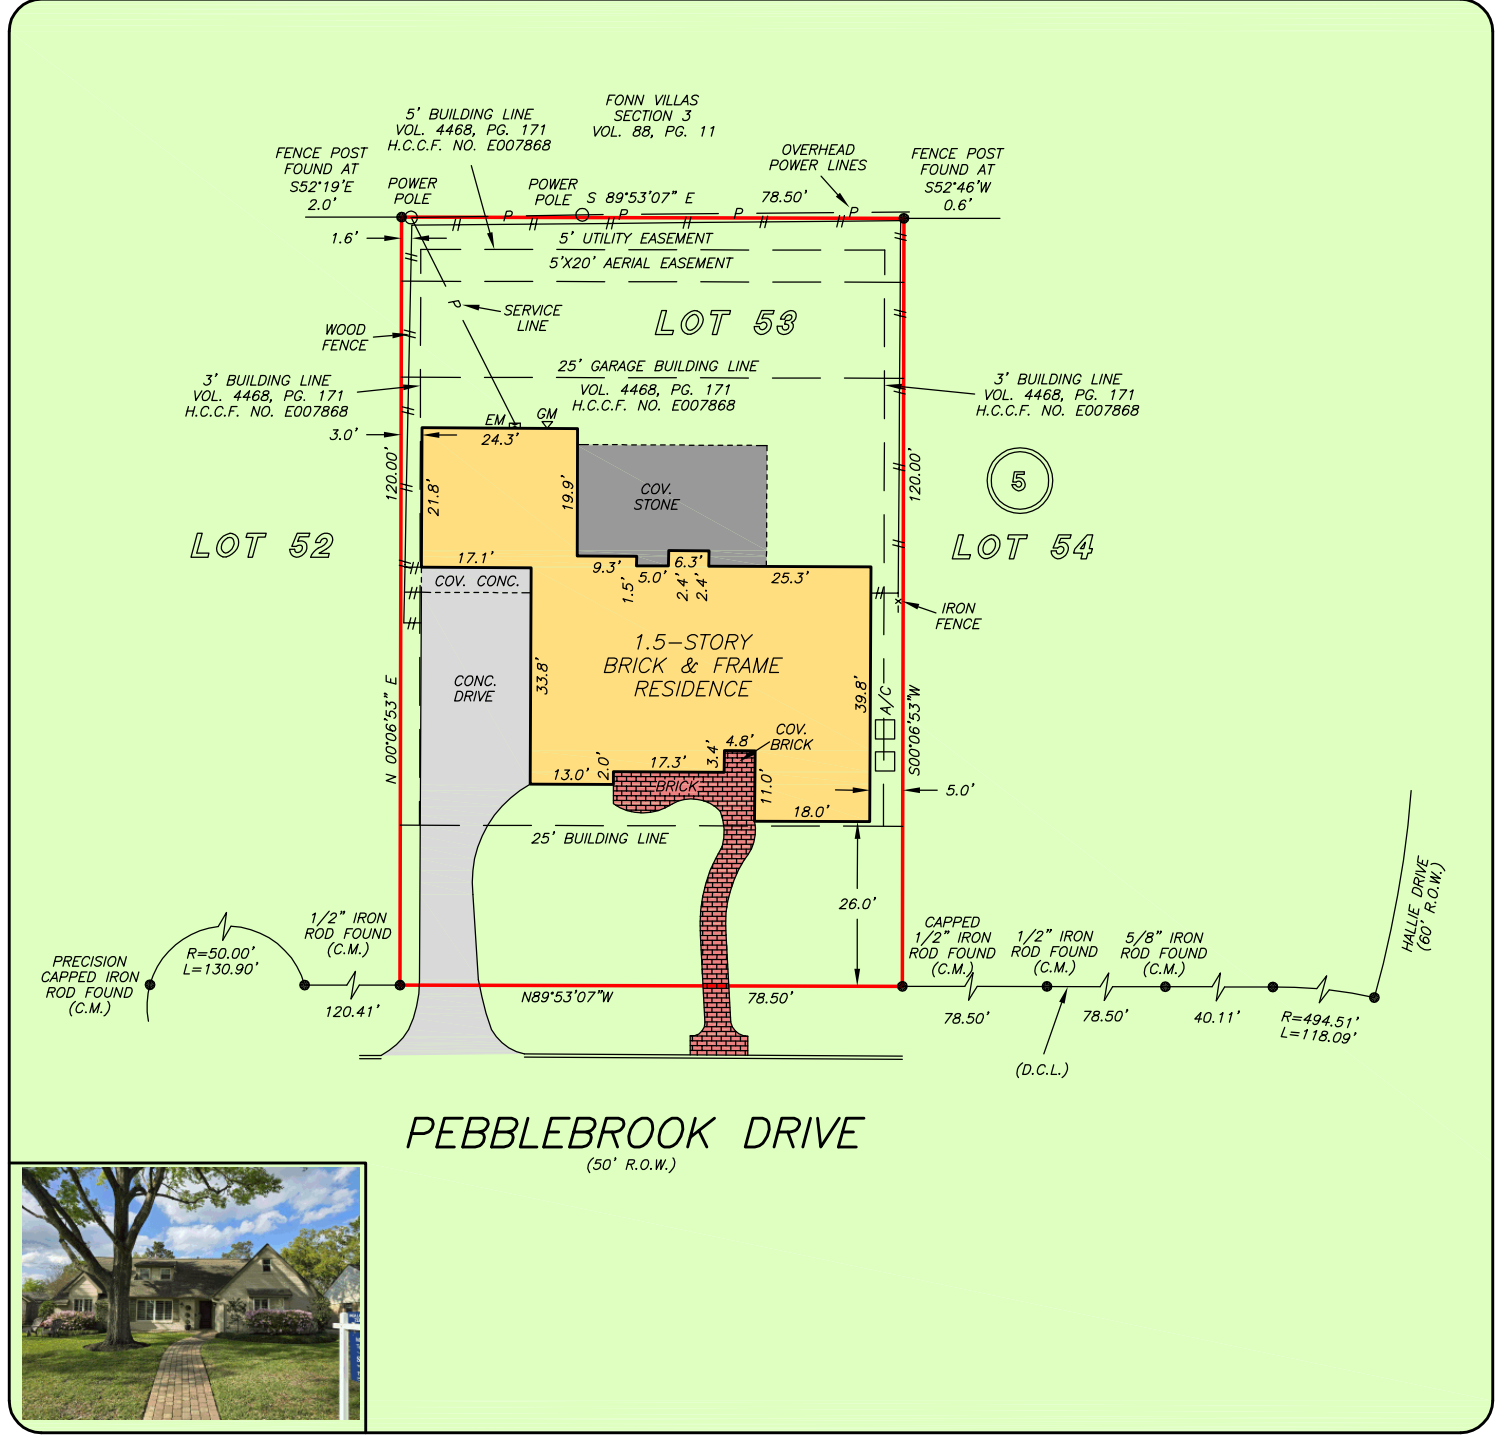 FONN VILLAS
SECTION 3
VOL. 88, PG. 11
5' BUILDING LINE
VOL. 4468, PG. 171
H.C.C.F. NO. E007868
FENCE POST
FOUND AT
S52°19'E
2.0'
POWER
POLE
POWER
POLE
S 89°53'07" E
78.50'
OVERHEAD
POWER LINES
FENCE POST
FOUND AT
S52°46'W
0.6'
P
P
P
P
1.6'
5' UTILITY EASEMENT
5'X20' AERIAL EASEMENT
P
SERVICE
LINE
LOT 53
WOOD
FENCE
25' GARAGE BUILDING LINE
VOL. 4468, PG. 171
H.C.C.F. NO. E007868
3' BUILDING LINE
VOL. 4468, PG. 171
H.C.C.F. NO. E007868
3' BUILDING LINE
VOL. 4468, PG. 171
H.C.C.F. NO. E007868
EM
GM
3.0'
24.3'
120.00'
21.8'
19.9'
COV.
STONE
120.00'
5
LOT 52
LOT 54
17.1'
9.3'
1.5'
5.0'
6.3'
2.4'
2.4'
25.3'
COV. CONC.
X
IRON
FENCE
1.5-STORY
BRICK & FRAME
RESIDENCE
CONC.
DRIVE
33.8'
39.8'
A/C
N 00°06'53" E
S00°06'53"W
COV.
BRICK
4.8'
3.4'
17.3'
2.0'
13.0'
BRICK
11.0'
18.0'
5.0'
25' BUILDING LINE
26.0'
HALLIE DRIVE
(60' R.O.W.)
PRECISION
CAPPED IRON
ROD FOUND
(C.M.)
R=50.00'
L=130.90'
1/2" IRON
ROD FOUND
(C.M.)
120.41'
N89°53'07"W
78.50'
CAPPED
1/2" IRON
ROD FOUND
(C.M.)
1/2" IRON
ROD FOUND
(C.M.)
5/8" IRON
ROD FOUND
(C.M.)
78.50'
78.50'
40.11'
R=494.51'
L=118.09'
(D.C.L.)
PEBBLEBROOK DRIVE
(50' R.O.W.)